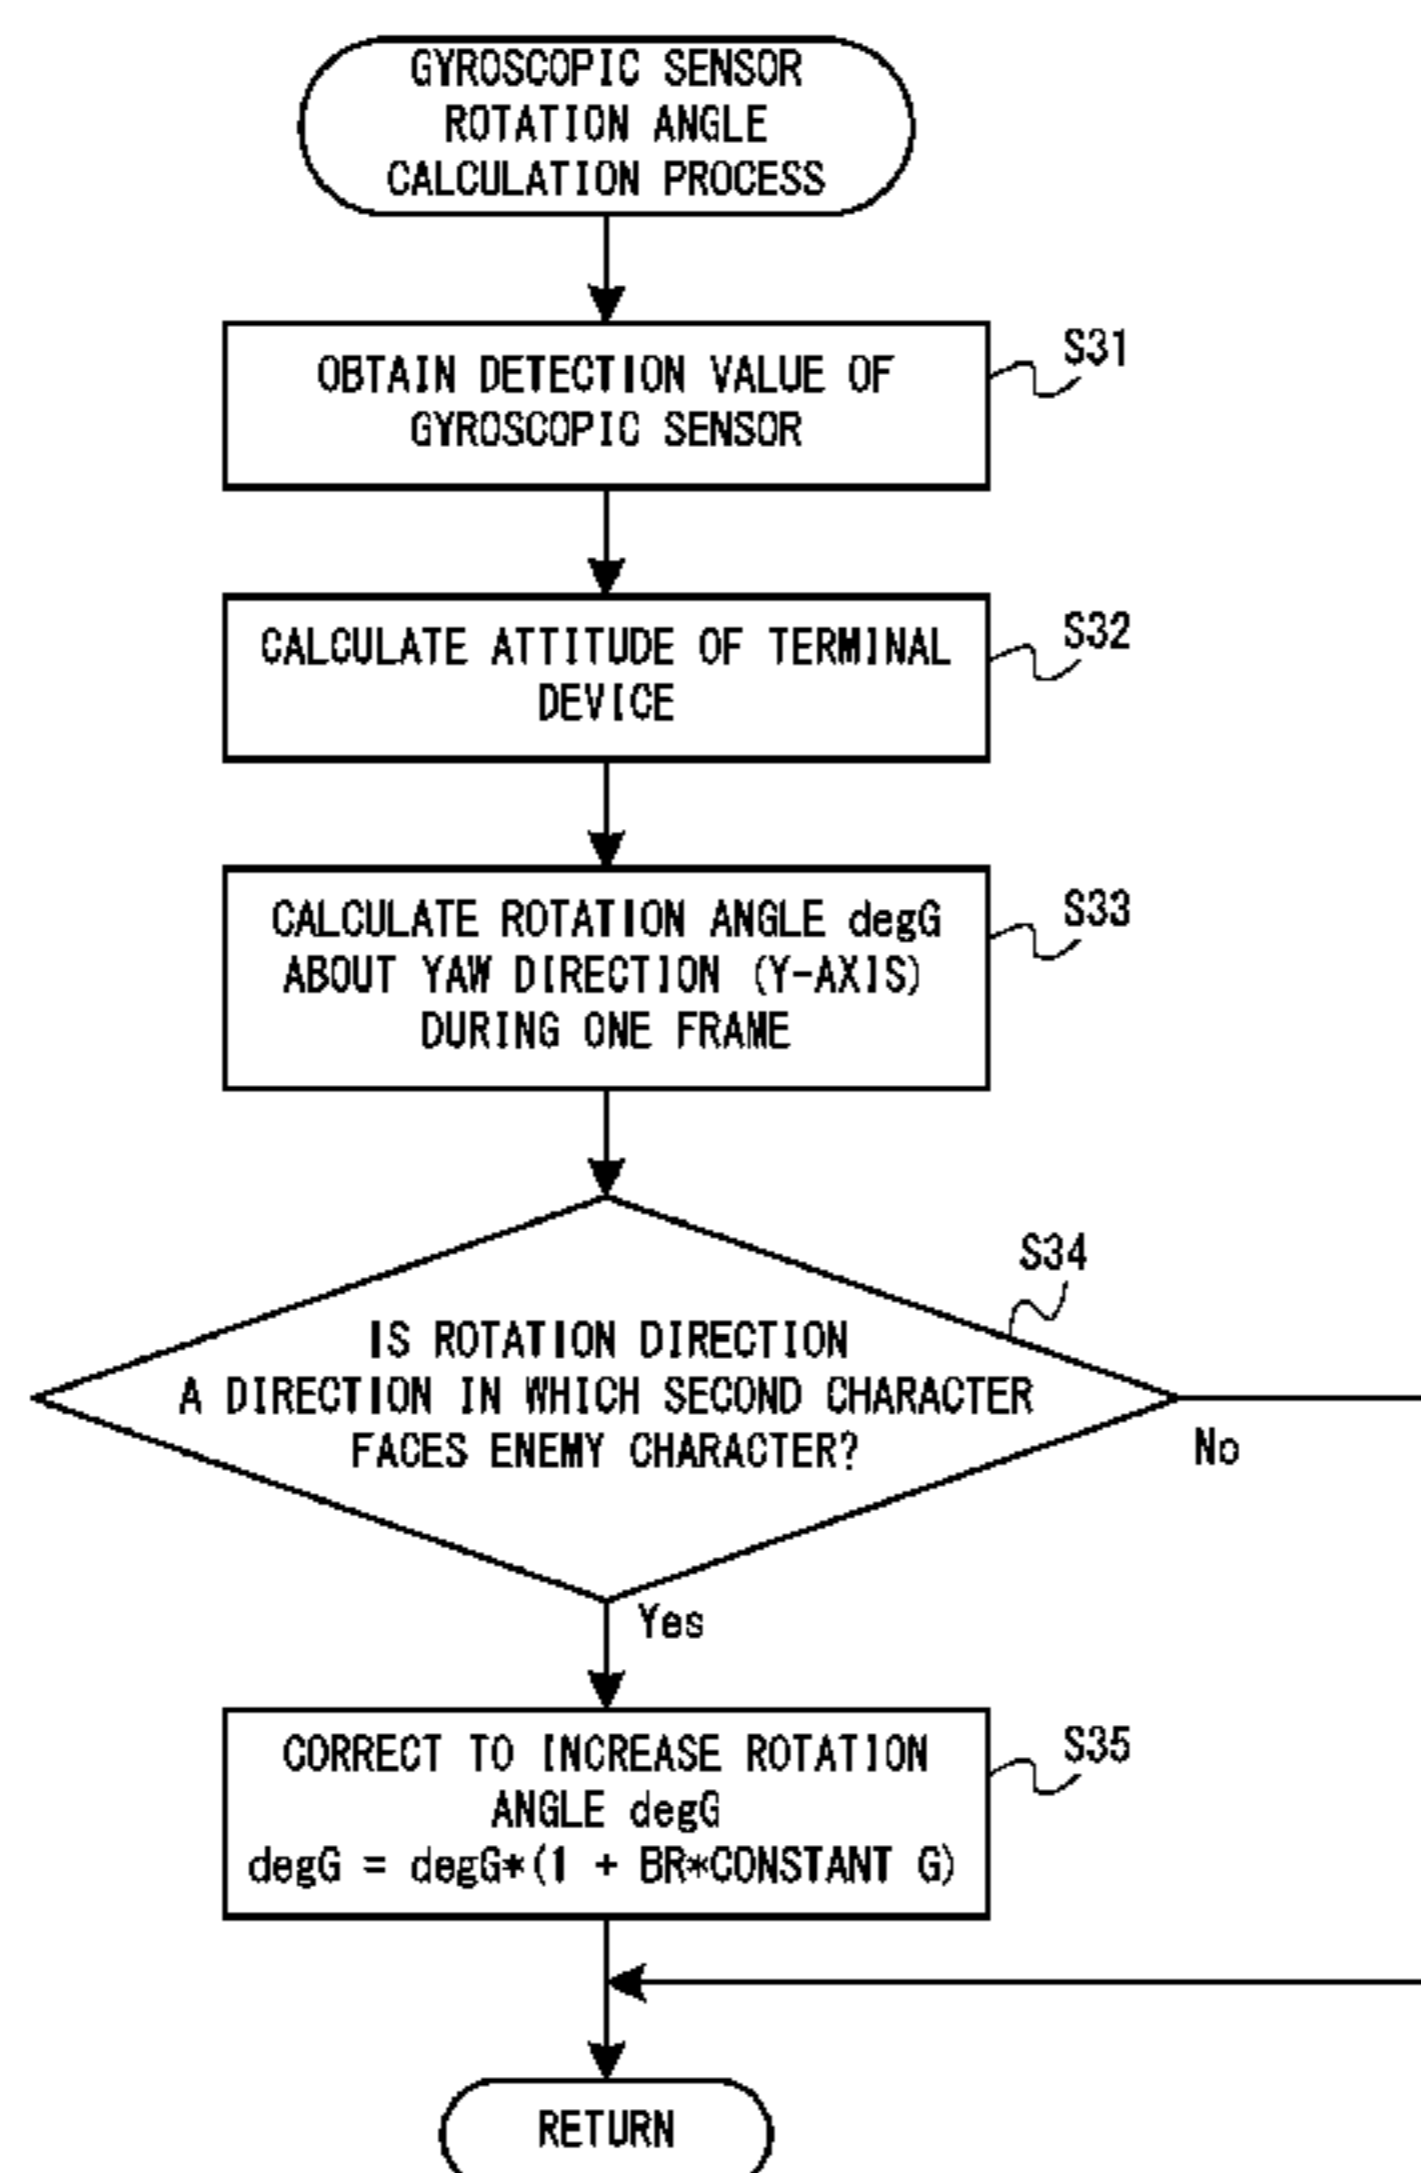 GYROSCOPIC SENSOR
ROTATION ANGLE
CALCULATION PROCESS
S31
OBTAIN DETECTION VALUE OF
GYROSCOPIC SENSOR
S32
CALCULATE ATTITUDE OF TERMINAL
DEVICE
S33
CALCULATE ROTATION ANGLE degG
ABOUT YAW DIRECTION (Y-AXIS)
DURING ONE FRAME
S34
IS ROTATION DIRECTION
A DIRECTION IN WHICH SECOND CHARACTER
FACES ENEMY CHARACTER?
No
Yes
S35
CORRECT TO INCREASE ROTATION
ANGLE degG
degG = degG*(1 + BR*CONSTANT G)
RETURN